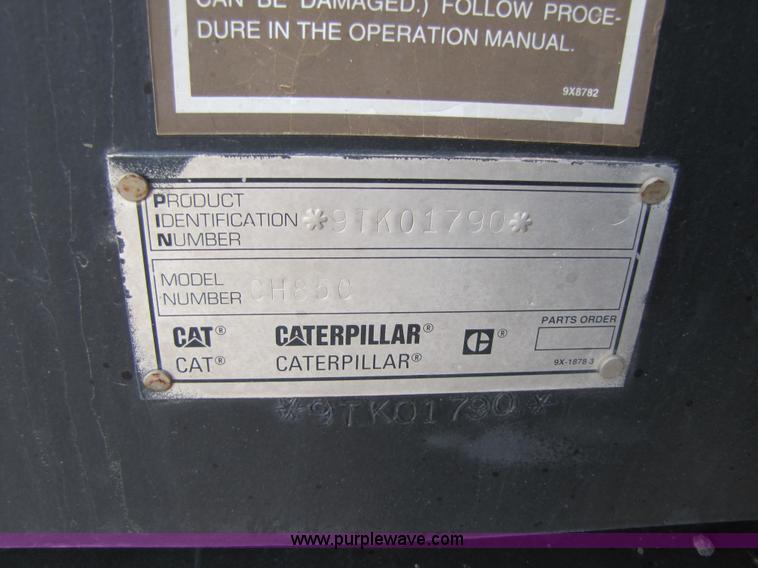 CAN BE DAMAGED.) FOLLOW PROCE-
DURE IN THE OPERATION MANUAL.
9X8782
PRODUCT
IDENTIFICATION
NUMBER
*9TK01790*
MODEL
NUMBER
CH85C
PARTS ORDER
CAT® CATERPILLAR® C®
CAT® CATERPILLAR®
9X-1878 3
*9TK01790*
www.purplewave.com